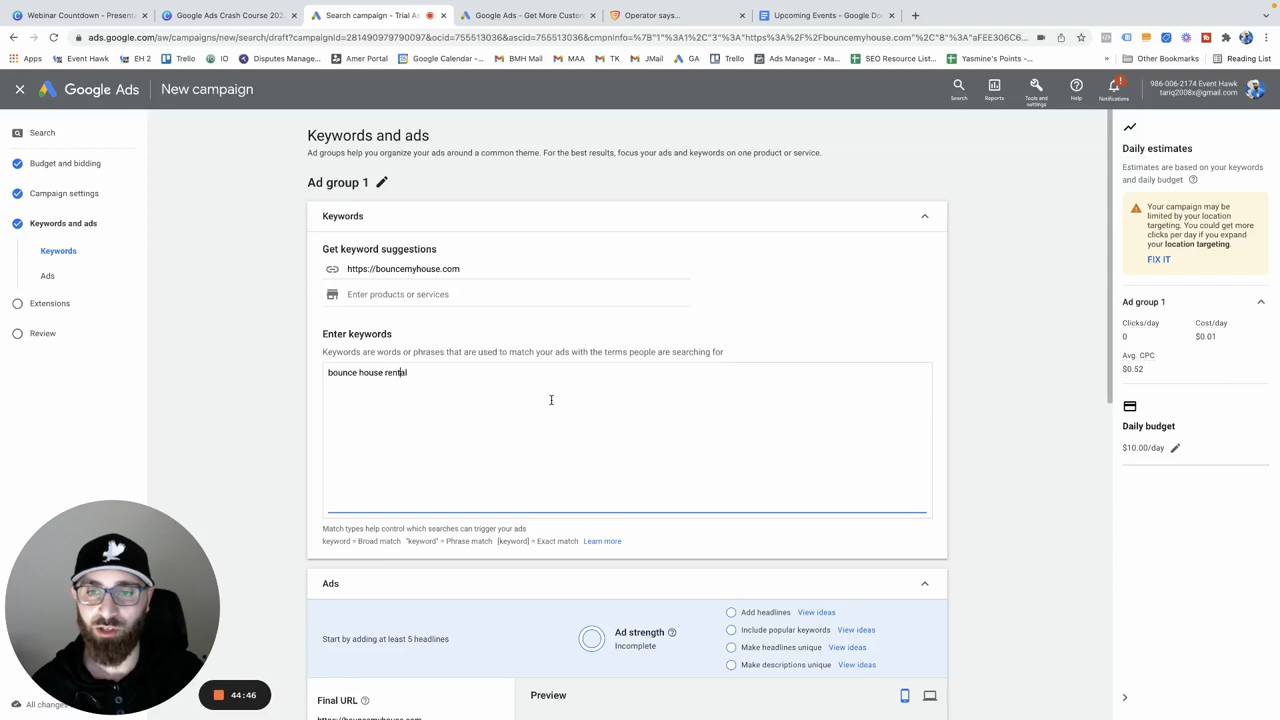 Webinar Countdown - Presenta
Google Ads Crash Course 202
Search campaign - Trial A
Google Ads - Get More Custom
Operator says...
Upcoming Events - Google Doc
ads.google.com/aw/campaigns/new/search/draft?campaignId=281490979790097&ocid=755513036&ascid=755513036&cmpnInfo=%7B"1"%3A1%2C"3"%3A"https%3A%2F%2Fbouncemyhouse.com"%2C"8"%3A"aFEE306C6...
Apps
Event Hawk
EH 2
Trello
IO
Disputes Manage...
Amer Portal
Google Calendar -...
BMH Mail
MAA
TK
JMail
GA
Trello
Ads Manager - Ma...
SEO Resource List...
Yasmine's Points -...
»
Other Bookmarks
Reading List
Google Ads
New campaign
Search
Reports
Tools and settings
Help
Notifications
986-006-2174 Event Hawk
tariq2008x@gmail.com
Search
Budget and bidding
Campaign settings
Keywords and ads
Keywords
Ads
Extensions
Review
All changes
Keywords and ads
Ad groups help you organize your ads around a common theme. For the best results, focus your ads and keywords on one product or service.
Ad group 1
Keywords
Get keyword suggestions
https://bouncemyhouse.com
Enter products or services
Enter keywords
Keywords are words or phrases that are used to match your ads with the terms people are searching for
bounce house rental
Match types help control which searches can trigger your ads
keyword = Broad match "keyword" = Phrase match [keyword] = Exact match Learn more
Ads
Start by adding at least 5 headlines
Ad strength
Incomplete
Add headlines View ideas
Include popular keywords View ideas
Make headlines unique View ideas
Make descriptions unique View ideas
Final URL
https://bouncemyhouse.com
Preview
Daily estimates
Estimates are based on your keywords
and daily budget
Your campaign may be
limited by your location
targeting. You could get more
clicks per day if you expand
your location targeting.
FIX IT
Ad group 1
Clicks/day
0
Cost/day
$0.01
Avg. CPC
$0.52
Daily budget
$10.00/day
44:46